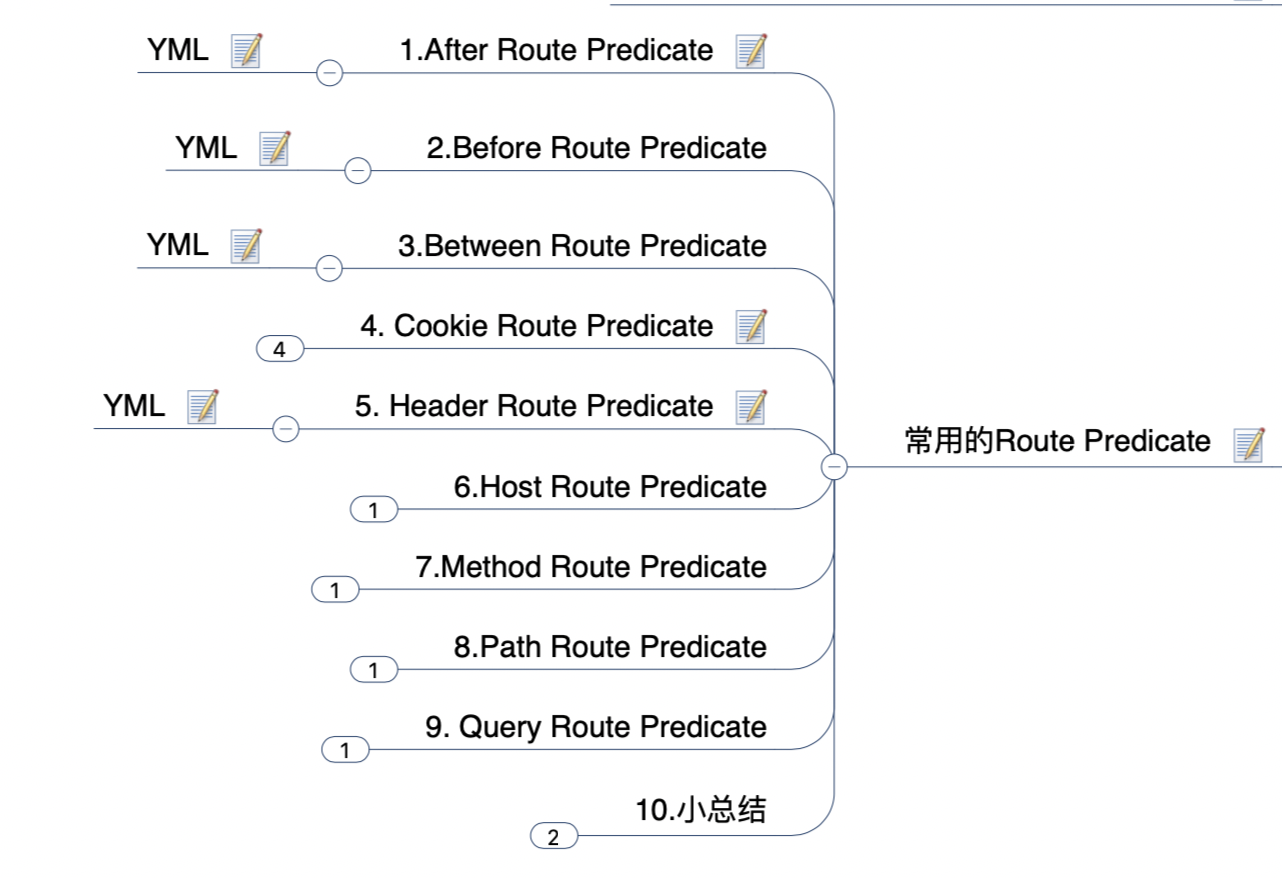 YML
1.After Route Predicate
YML
2.Before Route Predicate
YML
3.Between Route Predicate
4. Cookie Route Predicate
4
YML
5. Header Route Predicate
常用的Route Predicate
6.Host Route Predicate
1
7.Method Route Predicate
1
8.Path Route Predicate
1
9. Query Route Predicate
1
10.小总结
2